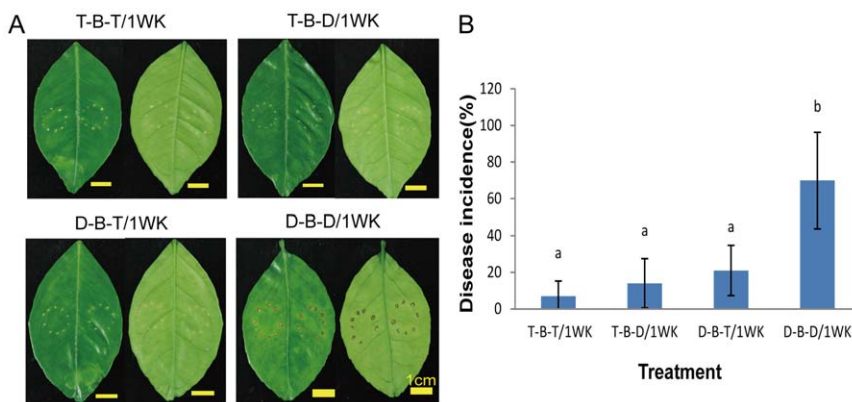 A
T-B-T/1WK
T-B-D/1WK
D-B-T/1WK
D-B-D/1WK
1cm
B
Disease incidence(%)
120
100
80
60
40
20
0
a
a
a
b
T-B-T/1WK
T-B-D/1WK
D-B-T/1WK
D-B-D/1WK
Treatment